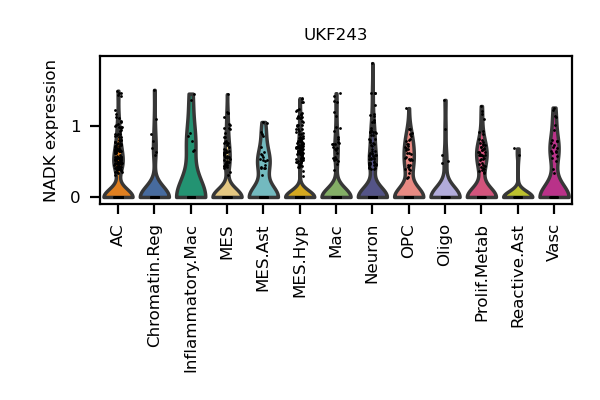 UKF243
NADK expression
1
0
AC
Chromatin.Reg
Inflammatory.Mac
MES
MES.Ast
MES.Hyp
Mac
Neuron
OPC
Oligo
Prolif.Metab
Reactive.Ast
Vasc